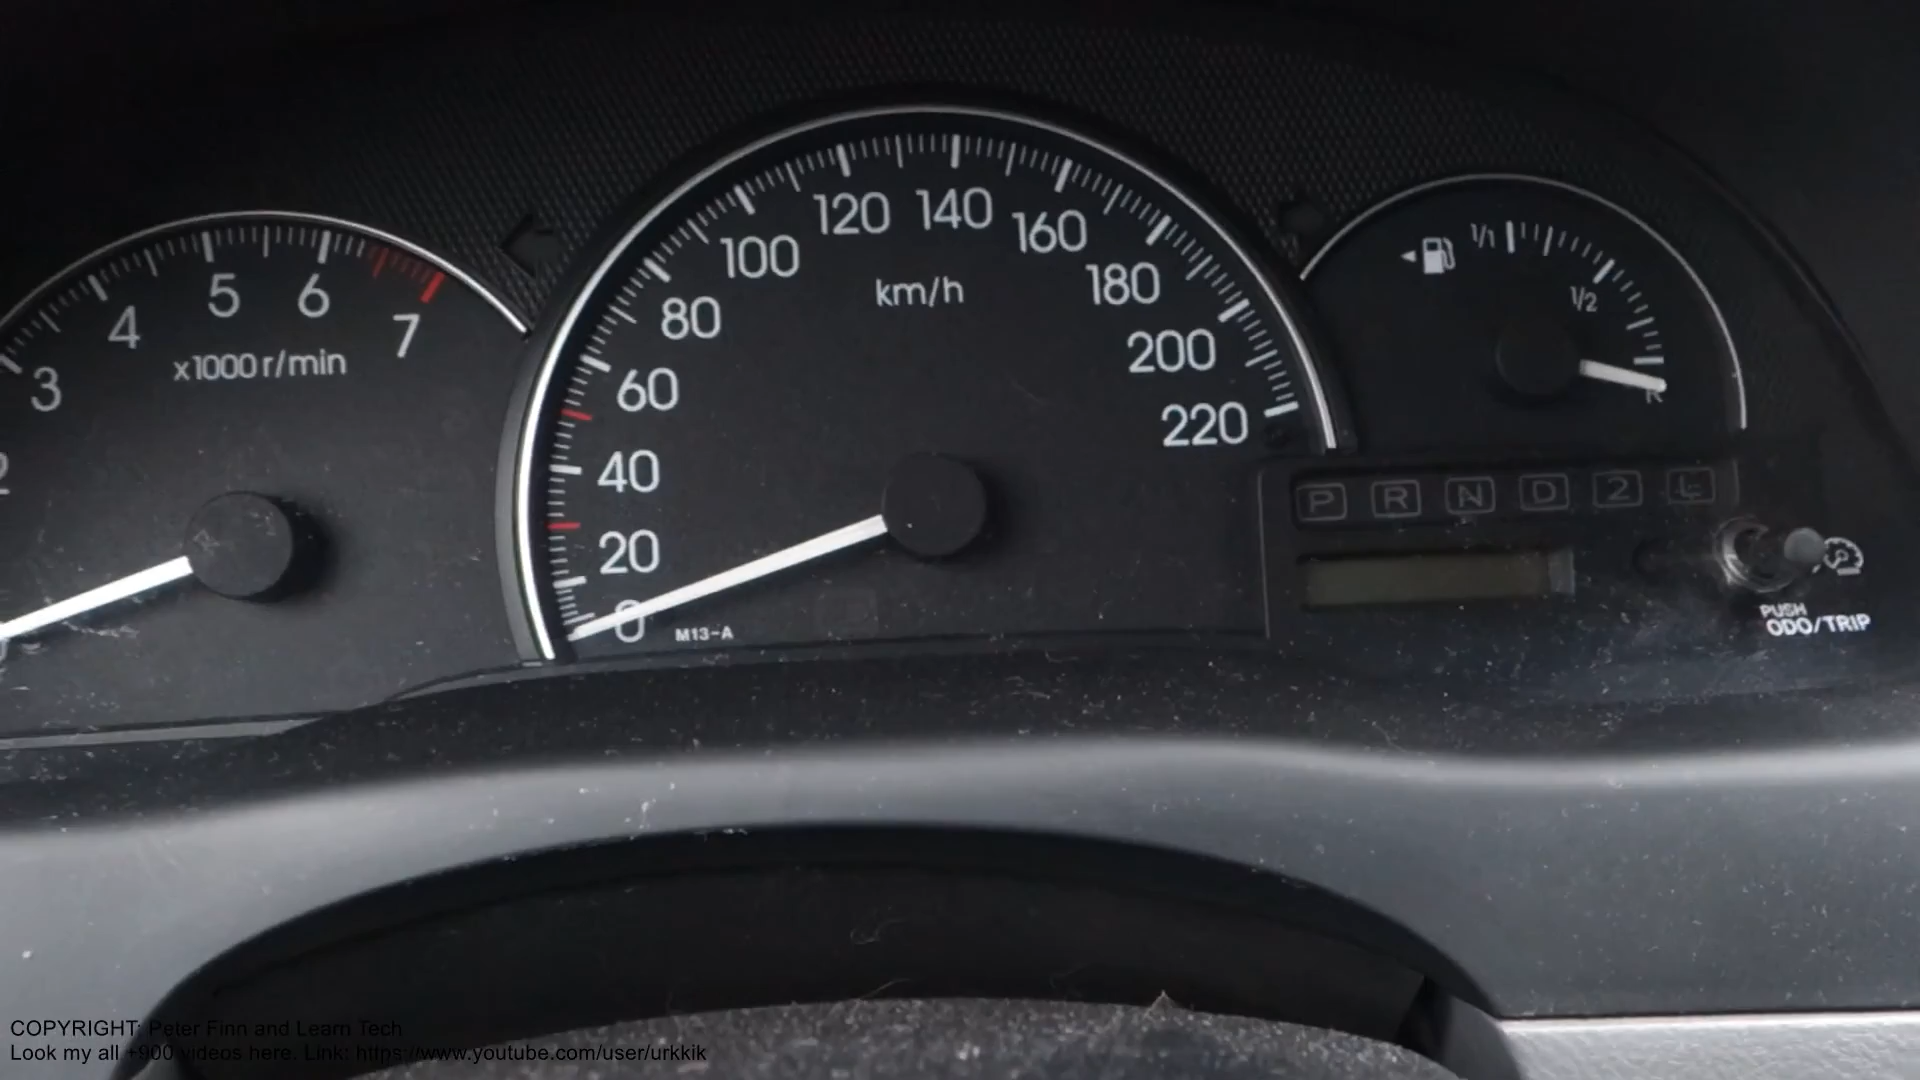 3 4 5 6 7
x1000 r/min
0 20 40 60 80 100 120 140 160 180 200 220
km/h
M13-A
1/1
1/2
R
P R N D 2 L
PUSH
ODO/TRIP
COPYRIGHT: Peter Finn and Learn Tech
Look my all +900 videos here. Link: https://www.youtube.com/user/urkkik